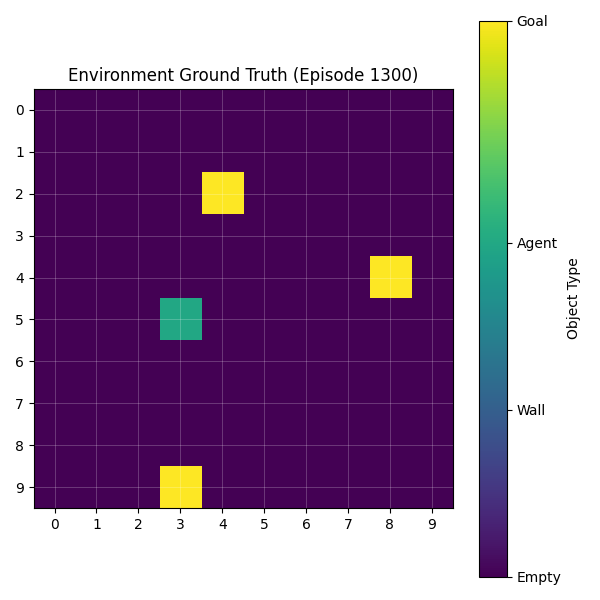 Environment Ground Truth (Episode 1300)
Goal
Agent
Wall
Empty
Object Type
0
1
2
3
4
5
6
7
8
9
0 1 2 3 4 5 6 7 8 9